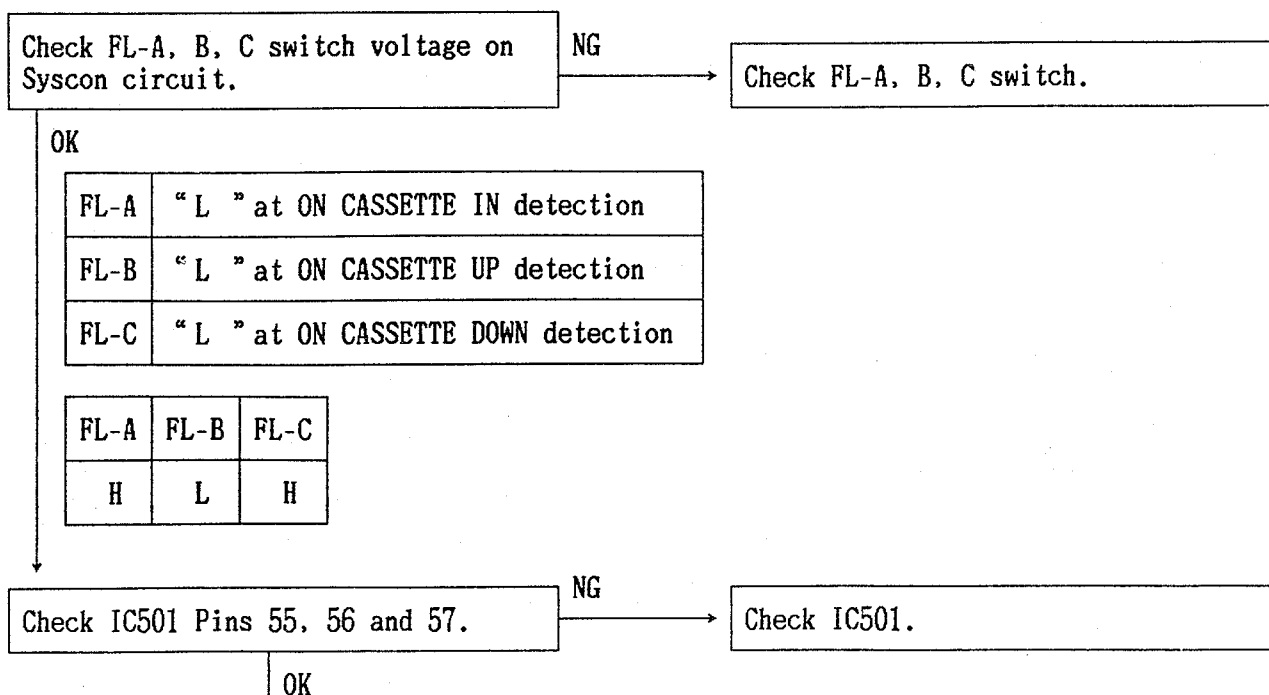 Check FL-A, B, C switch voltage on
Syscon circuit.
NG
Check FL-A, B, C switch.
OK
FL-A “L ” at ON CASSETTE IN detection
FL-B “L ” at ON CASSETTE UP detection
FL-C “L ” at ON CASSETTE DOWN detection
FL-A FL-B FL-C
H L H
Check IC501 Pins 55, 56 and 57.
NG
Check IC501.
OK